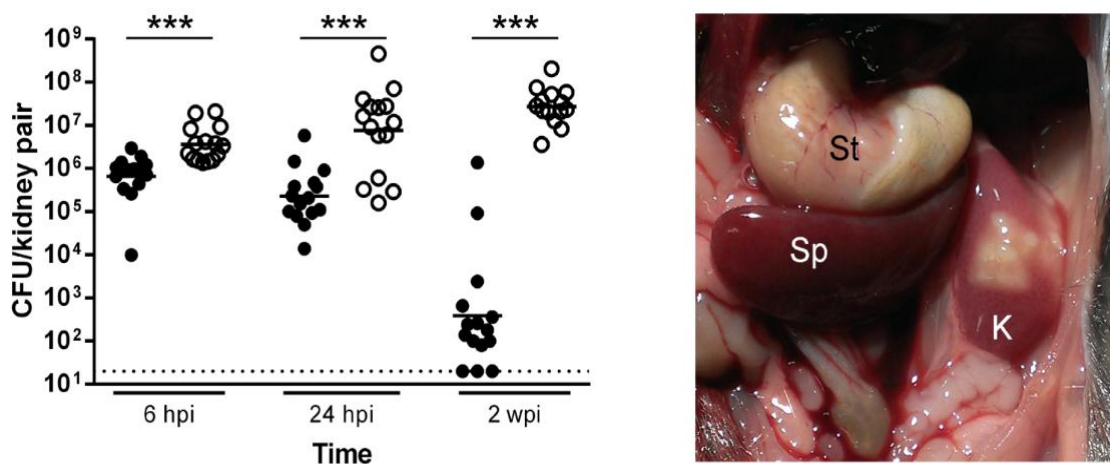 *** *** ***
10⁹
10⁸
10⁷
10⁶
10⁵
10⁴
10³
10²
10¹
CFU/kidney pair
6 hpi 24 hpi 2 wpi
Time
St
Sp
K